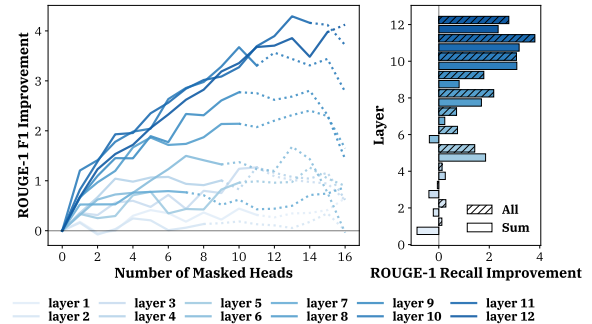 ROUGE-1 F1 Improvement
4
3
2
1
0
0 2 4 6 8 10 12 14 16
Number of Masked Heads
Layer
12
10
8
6
4
2
0
All
Sum
0 2 4
ROUGE-1 Recall Improvement
layer 1 layer 3 layer 5 layer 7 layer 9 layer 11
layer 2 layer 4 layer 6 layer 8 layer 10 layer 12